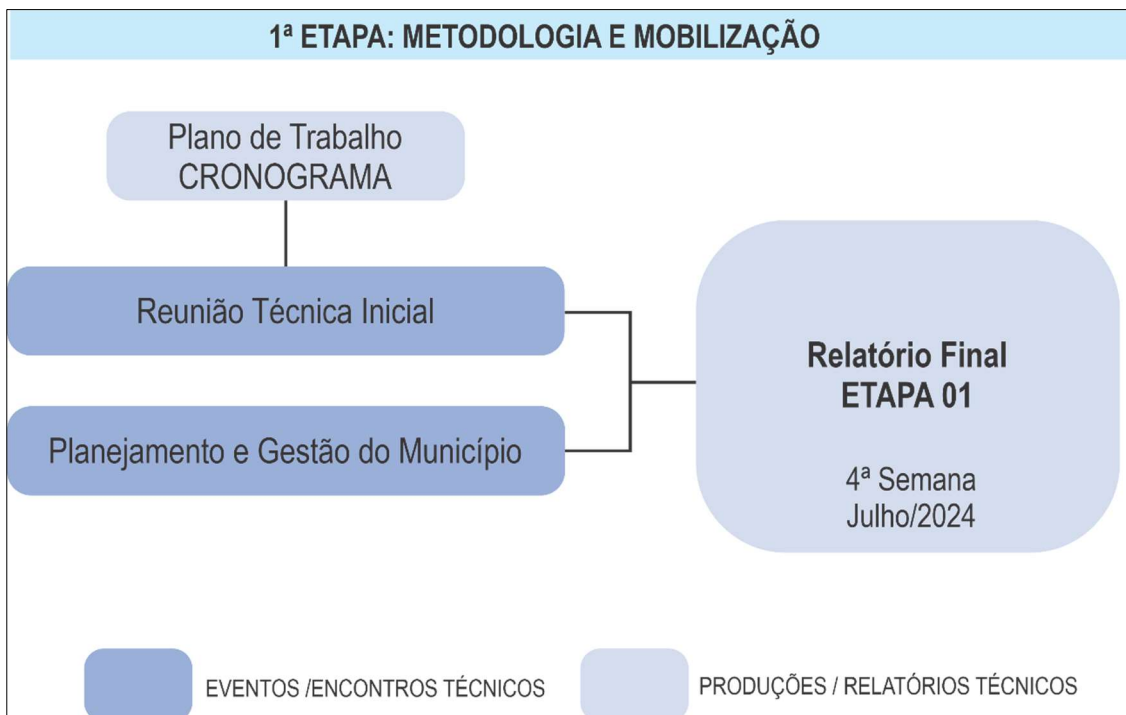 1ª ETAPA: METODOLOGIA E MOBILIZAÇÃO
Plano de Trabalho
CRONOGRAMA
Reunião Técnica Inicial
Planejamento e Gestão do Município
Relatório Final
ETAPA 01
4ª Semana
Julho/2024
EVENTOS /ENCONTROS TÉCNICOS
PRODUÇÕES / RELATÓRIOS TÉCNICOS